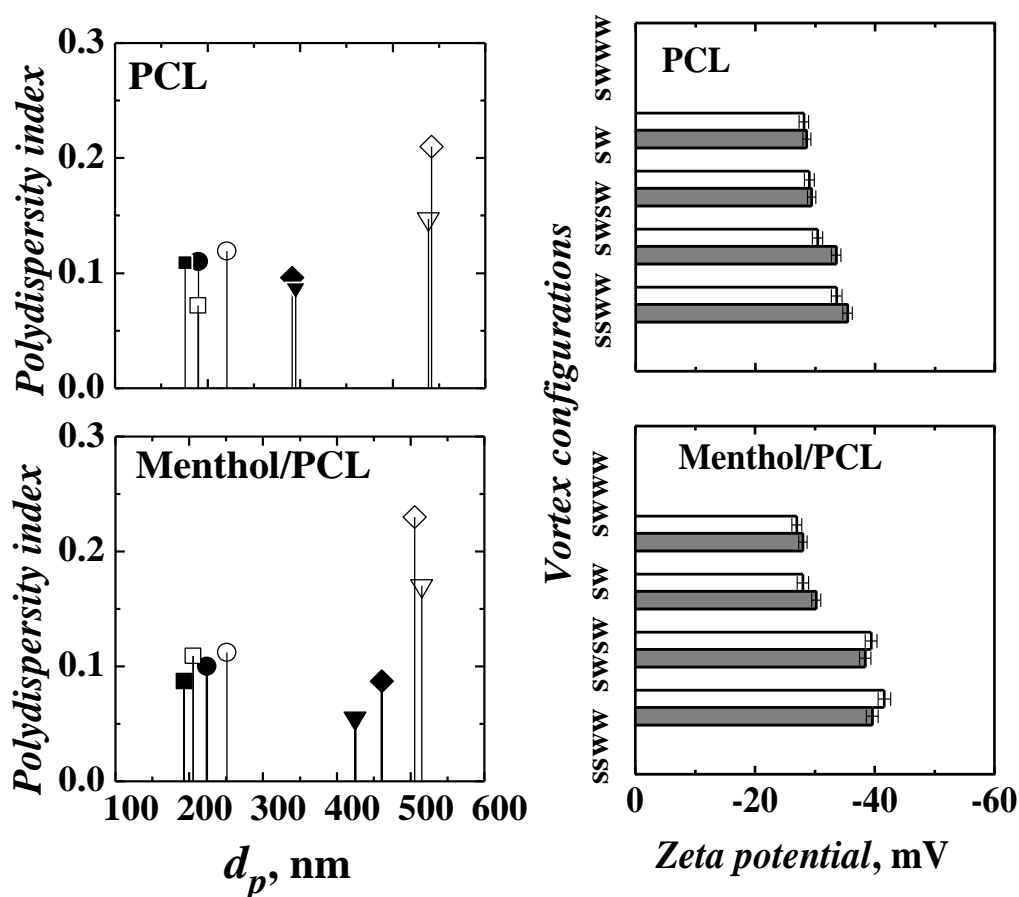 0.3
PCL
0.2
0.1
0.0
Polydispersity index
0.3
Menthol/PCL
0.2
0.1
0.0
Polydispersity index
100 200 300 400 500 600
d_p, nm
Vortex configurations
PCL
swww
sw
swsw
ssww
Menthol/PCL
swww
sw
swsw
ssww
0 -20 -40 -60
Zeta potential, mV